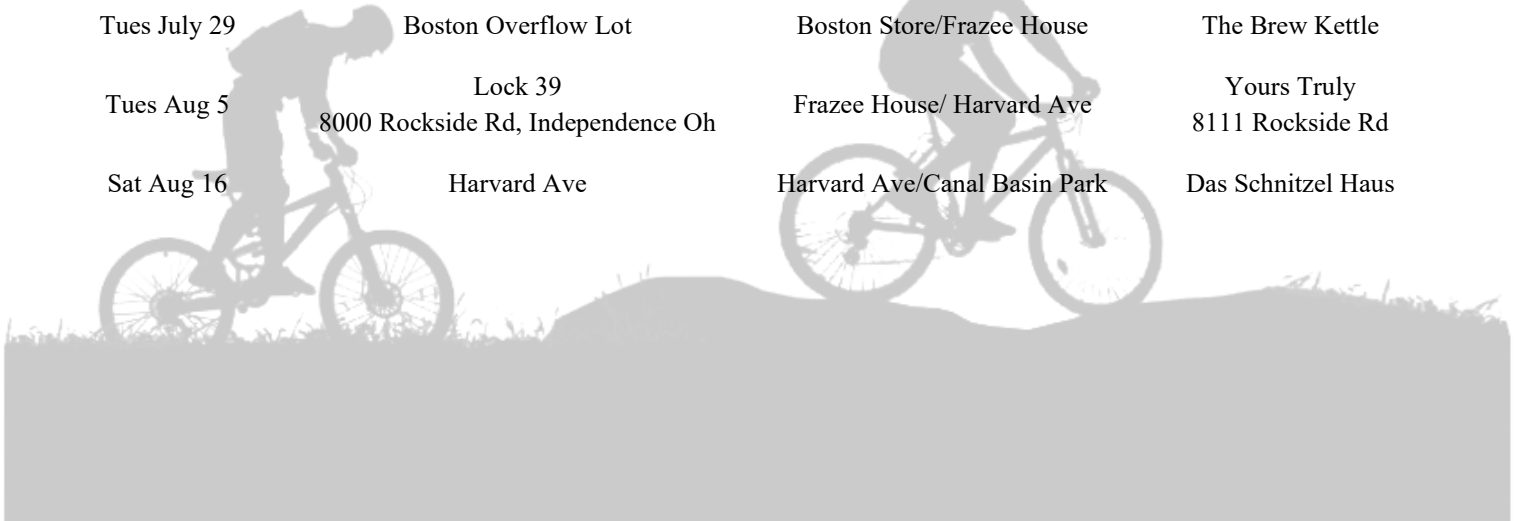 Tues July 29 Boston Overflow Lot Boston Store/Frazee House The Brew Kettle
Tues Aug 5 Lock 39 Frazee House/ Harvard Ave Yours Truly
8000 Rockside Rd, Independence Oh 8111 Rockside Rd
Sat Aug 16 Harvard Ave Harvard Ave/Canal Basin Park Das Schnitzel Haus